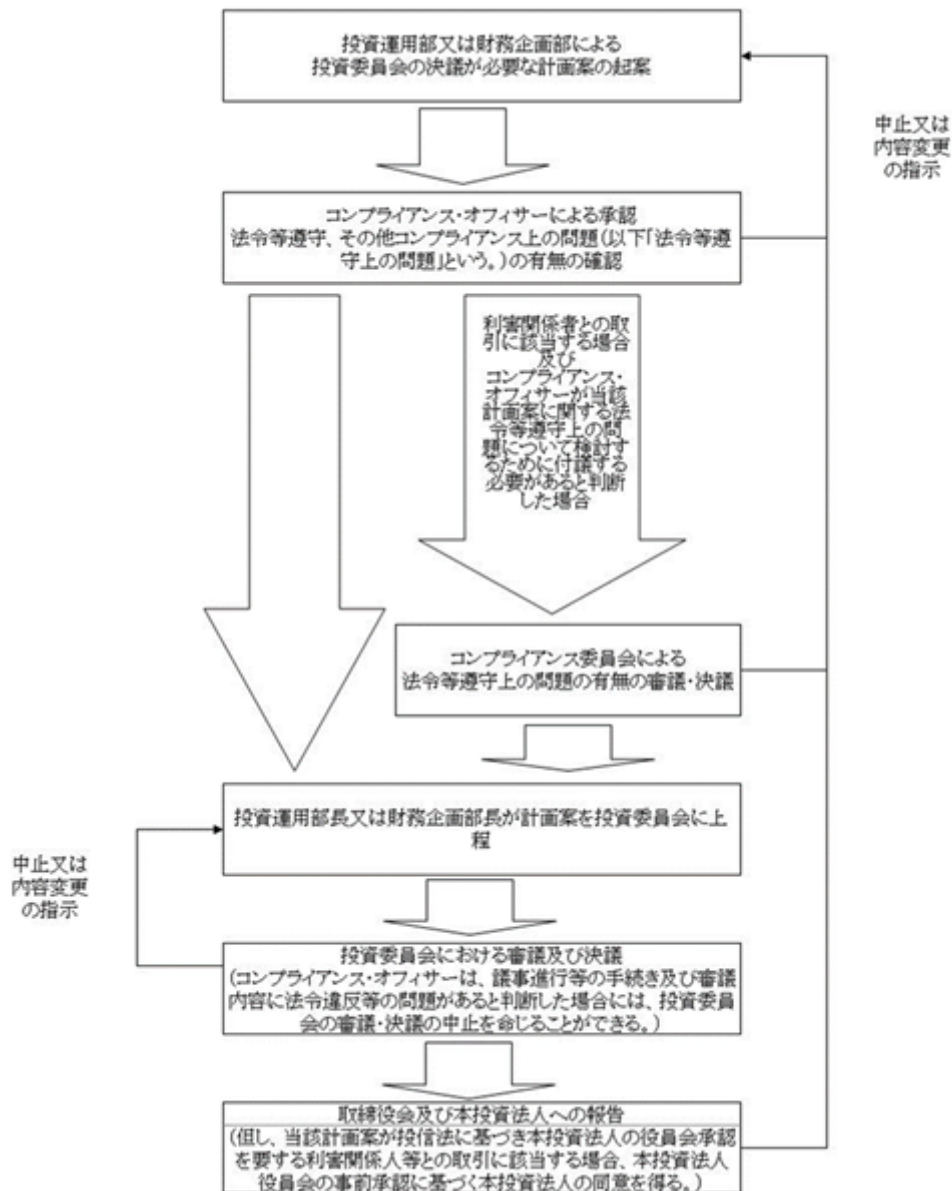 投資運用部又は財務企画部による
投資委員会の決議が必要な計画案の起案
中止又は
内容変更
の指示
コンプライアンス・オフィサーによる承認
法令等遵守、その他コンプライアンス上の問題(以下「法令等遵
守上の問題」という。)の有無の確認
利害関係者との取
引に該当する場合
及び
コンプライアンス・
オフィサーが当該
計画案に関する法
令等遵守上の問
題について検討す
るために付議する
必要があると判断
した場合
コンプライアンス委員会による
法令等遵守上の問題の有無の審議・決議
投資運用部長又は財務企画部長が計画案を投資委員会に上
程
中止又は
内容変更
の指示
投資委員会における審議及び決議
(コンプライアンス・オフィサーは、議事進行等の手続き及び審議
内容に法令違反等の問題があると判断した場合には、投資委員
会の審議・決議の中止を命じることができる。)
取締役会及び本投資法人への報告
(但し、当該計画案が投信法に基づき本投資法人の役員会承認
を要する利害関係人等との取引に該当する場合、本投資法人
役員会の事前承認に基づく本投資法人の同意を得る。)